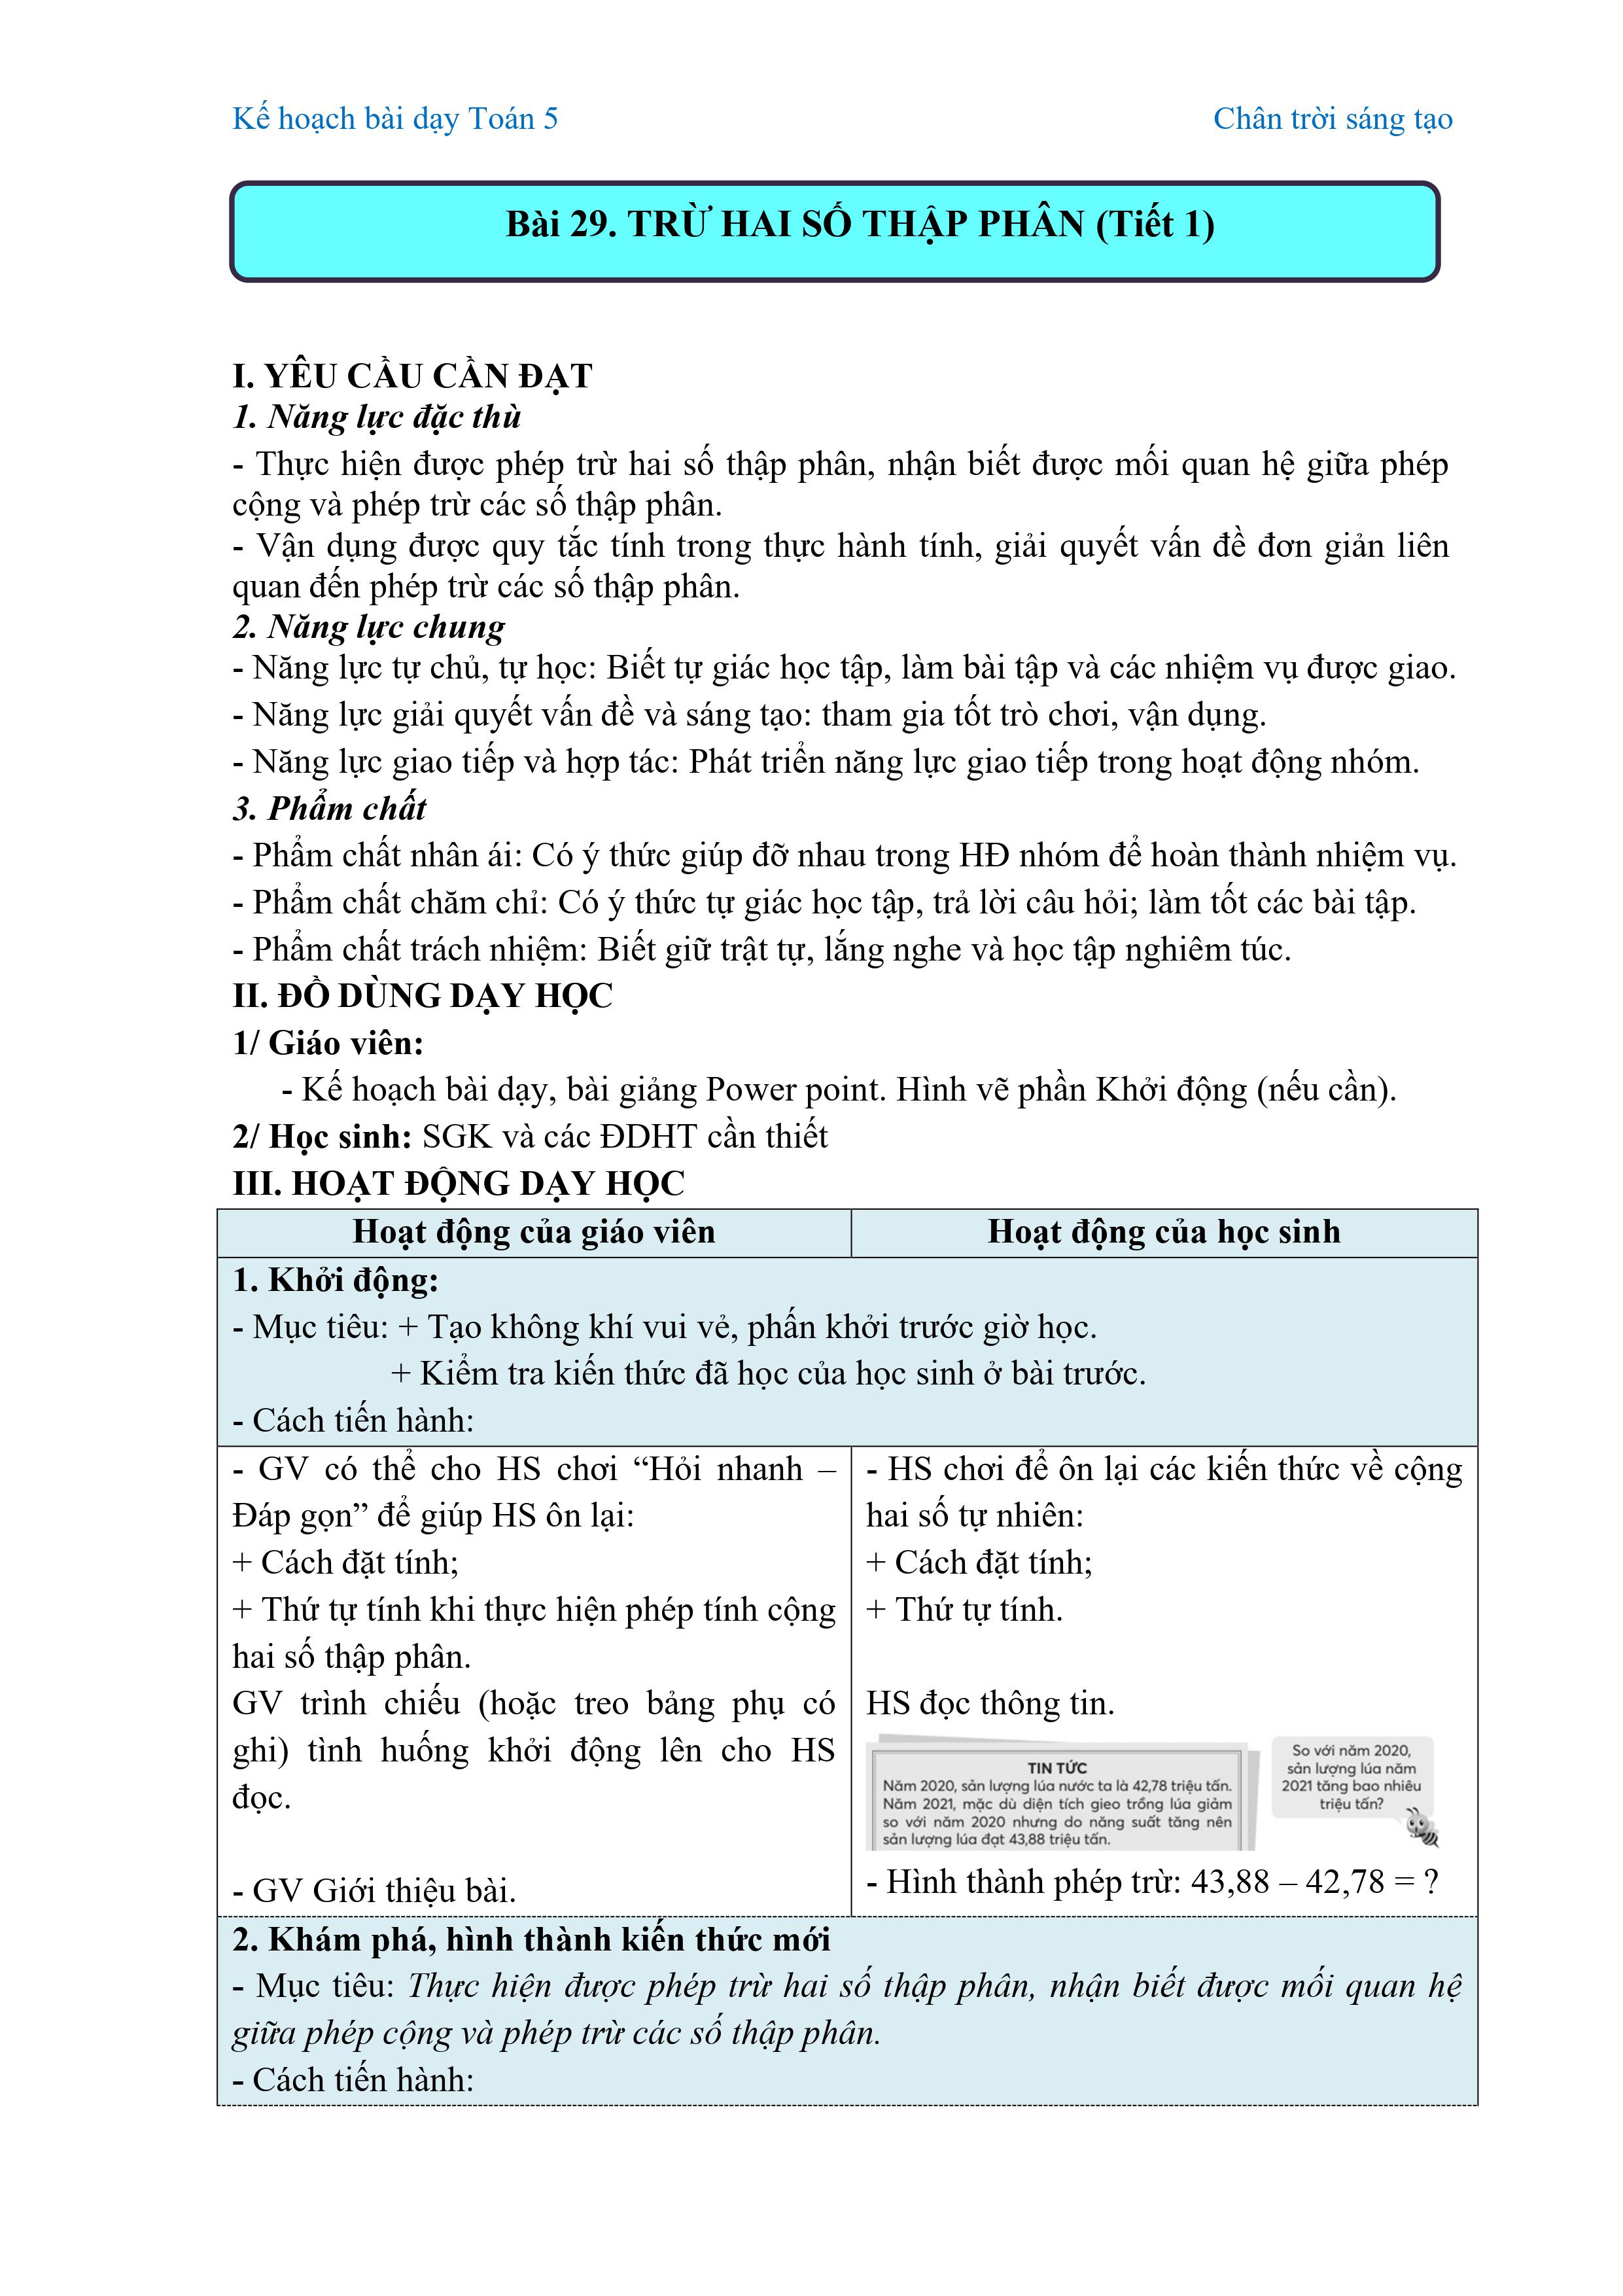 Kế hoạch bài dạy Toán 5 Chân trời sáng tạo
Bài 29. TRỪ HAI SỐ THẬP PHÂN (Tiết 1)
I. YÊU CẦU CẦN ĐẠT
1. Năng lực đặc thù
- Thực hiện được phép trừ hai số thập phân, nhận biết được mối quan hệ giữa phép
cộng và phép trừ các số thập phân.
- Vận dụng được quy tắc tính trong thực hành tính, giải quyết vấn đề đơn giản liên
quan đến phép trừ các số thập phân.
2. Năng lực chung
- Năng lực tự chủ, tự học: Biết tự giác học tập, làm bài tập và các nhiệm vụ được giao.
- Năng lực giải quyết vấn đề và sáng tạo: tham gia tốt trò chơi, vận dụng.
- Năng lực giao tiếp và hợp tác: Phát triển năng lực giao tiếp trong hoạt động nhóm.
3. Phẩm chất
- Phẩm chất nhân ái: Có ý thức giúp đỡ nhau trong HĐ nhóm để hoàn thành nhiệm vụ.
- Phẩm chất chăm chỉ: Có ý thức tự giác học tập, trả lời câu hỏi; làm tốt các bài tập.
- Phẩm chất trách nhiệm: Biết giữ trật tự, lắng nghe và học tập nghiêm túc.
II. ĐỒ DÙNG DẠY HỌC
1/ Giáo viên:
- Kế hoạch bài dạy, bài giảng Power point. Hình vẽ phần Khởi động (nếu cần).
2/ Học sinh: SGK và các ĐDHT cần thiết
III. HOẠT ĐỘNG DẠY HỌC
Hoạt động của giáo viên
Hoạt động của học sinh
1. Khởi động:
- Mục tiêu: + Tạo không khí vui vẻ, phấn khởi trước giờ học.
+ Kiểm tra kiến thức đã học của học sinh ở bài trước.
- Cách tiến hành:
- GV có thể cho HS chơi “Hỏi nhanh –
Đáp gọn” để giúp HS ôn lại:
+ Cách đặt tính;
+ Thứ tự tính khi thực hiện phép tính cộng
hai số thập phân.
GV trình chiếu (hoặc treo bảng phụ có
ghi) tình huống khởi động lên cho HS
đọc.
- GV Giới thiệu bài.
- HS chơi để ôn lại các kiến thức về cộng
hai số tự nhiên:
+ Cách đặt tính;
+ Thứ tự tính.
HS đọc thông tin.
TIN TỨC
Năm 2020, sản lượng lúa nước ta là 42,78 triệu tấn.
Năm 2021, mặc dù diện tích gieo trồng lúa giảm
so với năm 2020 nhưng do năng suất tăng nên
sản lượng lúa đạt 43,88 triệu tấn.
So với năm 2020,
sản lượng lúa năm
2021 tăng bao nhiêu
triệu tấn?
- Hình thành phép trừ: 43,88 – 42,78 = ?
2. Khám phá, hình thành kiến thức mới
- Mục tiêu: Thực hiện được phép trừ hai số thập phân, nhận biết được mối quan hệ
giữa phép cộng và phép trừ các số thập phân.
- Cách tiến hành: